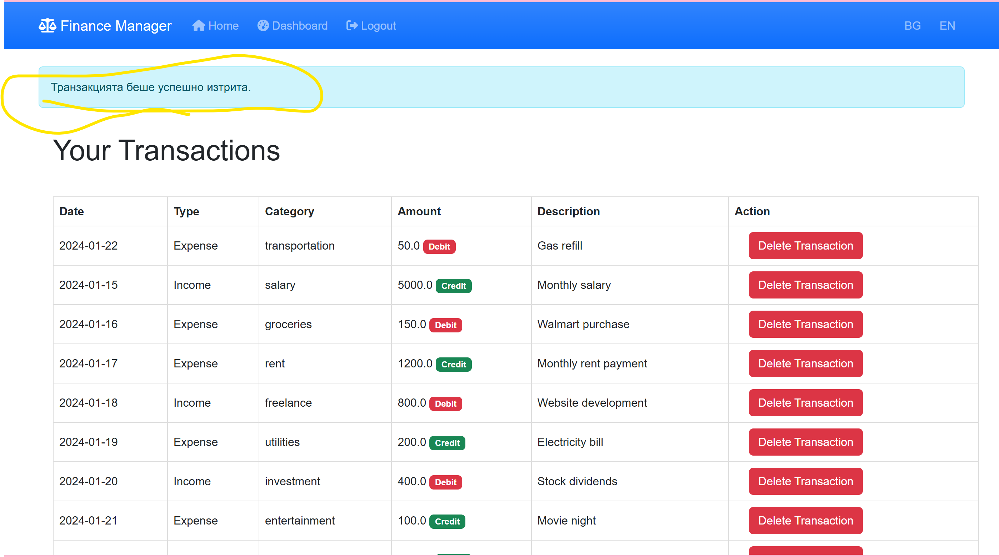 Finance Manager Home Dashboard Logout BG EN
Транзакцията беше успешно изтрита.
Your Transactions
Date Type Category Amount Description Action
2024-01-22 Expense transportation 50.0 Debit Gas refill Delete Transaction
2024-01-15 Income salary 5000.0 Credit Monthly salary Delete Transaction
2024-01-16 Expense groceries 150.0 Debit Walmart purchase Delete Transaction
2024-01-17 Expense rent 1200.0 Credit Monthly rent payment Delete Transaction
2024-01-18 Income freelance 800.0 Debit Website development Delete Transaction
2024-01-19 Expense utilities 200.0 Credit Electricity bill Delete Transaction
2024-01-20 Income investment 400.0 Debit Stock dividends Delete Transaction
2024-01-21 Expense entertainment 100.0 Credit Movie night Delete Transaction